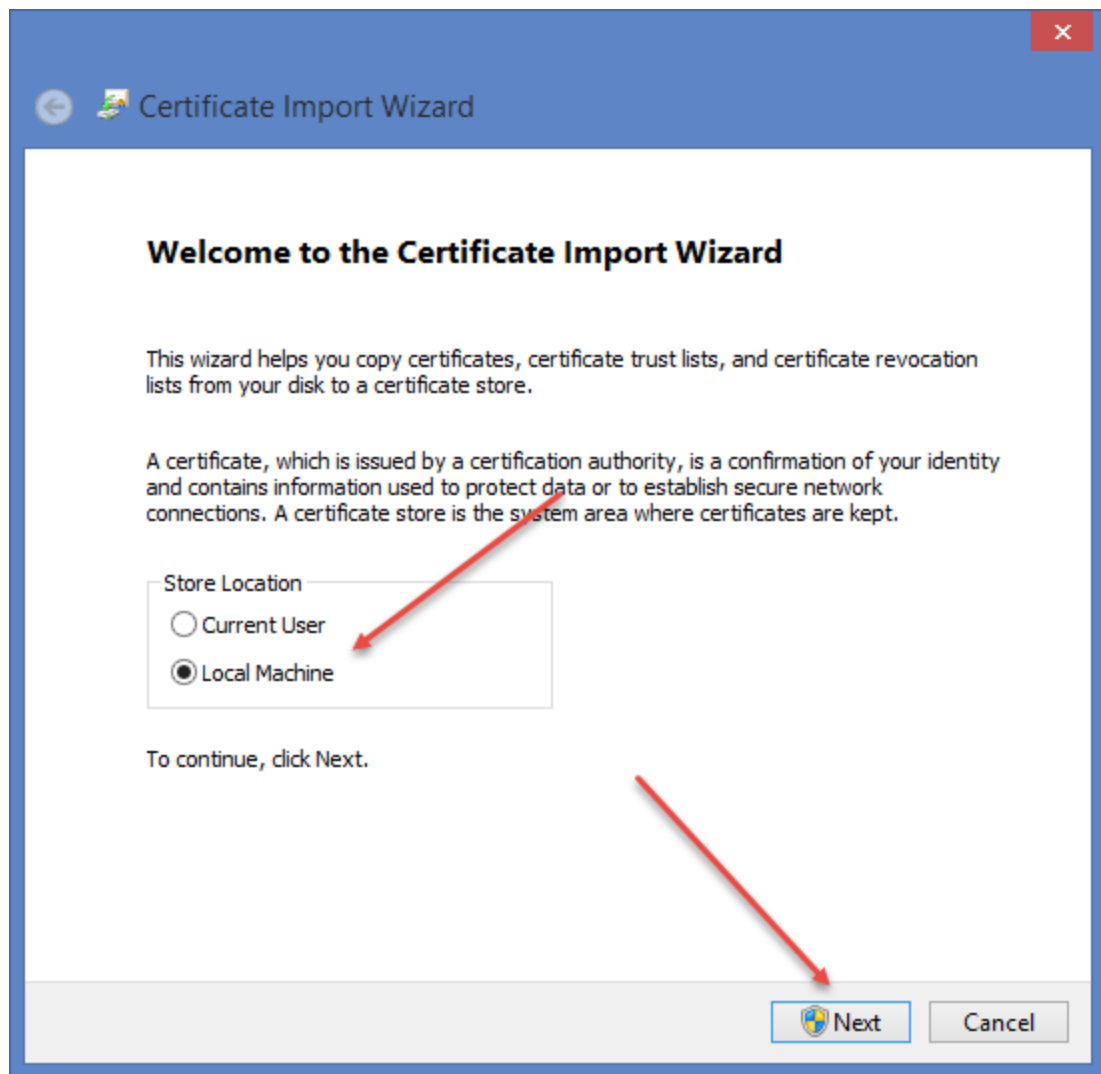 Certificate Import Wizard
Welcome to the Certificate Import Wizard
This wizard helps you copy certificates, certificate trust lists, and certificate revocation
lists from your disk to a certificate store.
A certificate, which is issued by a certification authority, is a confirmation of your identity
and contains information used to protect data or to establish secure network
connections. A certificate store is the system area where certificates are kept.
Store Location
Current User
Local Machine
To continue, click Next.
Next Cancel